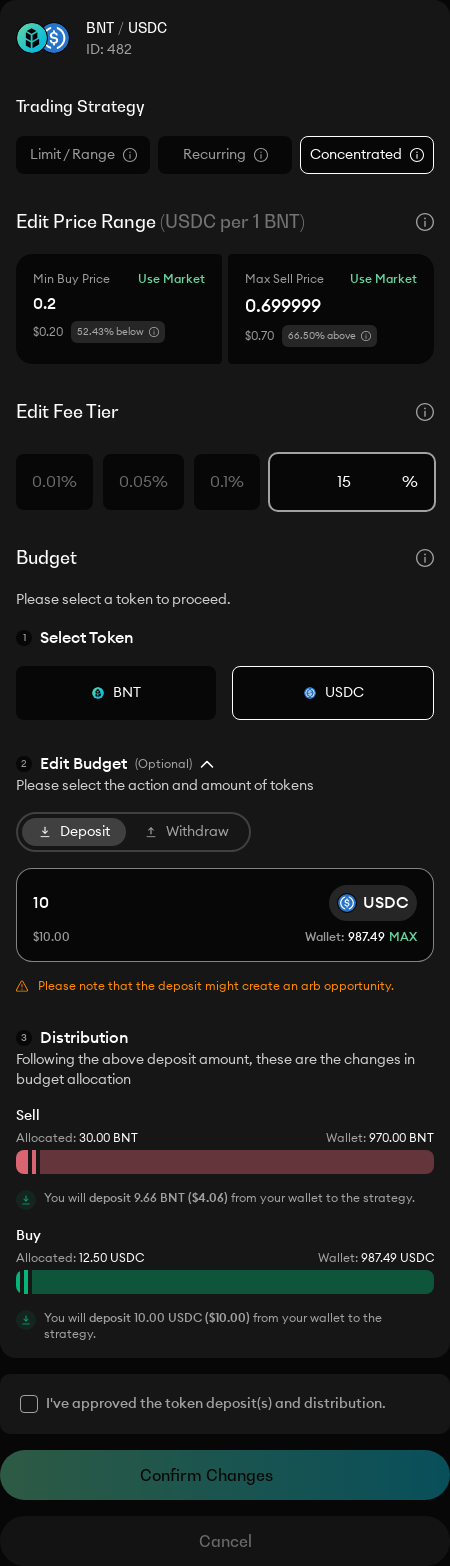 BNT / USDC
ID: 482
Trading Strategy
Limit / Range
Recurring
Concentrated
Edit Price Range (USDC per 1 BNT)
Min Buy Price
Use Market
0.2
$0.20
52.43% below
Max Sell Price
Use Market
0.699999
$0.70
66.50% above
Edit Fee Tier
0.01%
0.05%
0.1%
15
%
Budget
Please select a token to proceed.
1 Select Token
BNT
USDC
2 Edit Budget (Optional)
Please select the action and amount of tokens
Deposit
Withdraw
10
USDC
$10.00
Wallet: 987.49 MAX
Please note that the deposit might create an arb opportunity.
3 Distribution
Following the above deposit amount, these are the changes in
budget allocation
Sell
Allocated: 30.00 BNT
Wallet: 970.00 BNT
You will deposit 9.66 BNT ($4.06) from your wallet to the strategy.
Buy
Allocated: 12.50 USDC
Wallet: 987.49 USDC
You will deposit 10.00 USDC ($10.00) from your wallet to the
strategy.
I've approved the token deposit(s) and distribution.
Confirm Changes
Cancel